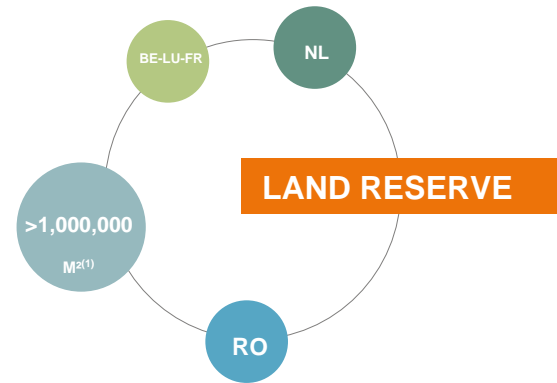 BE-LU-FR
NL
LAND RESERVE
>1,000,000
M²⁽¹⁾
RO